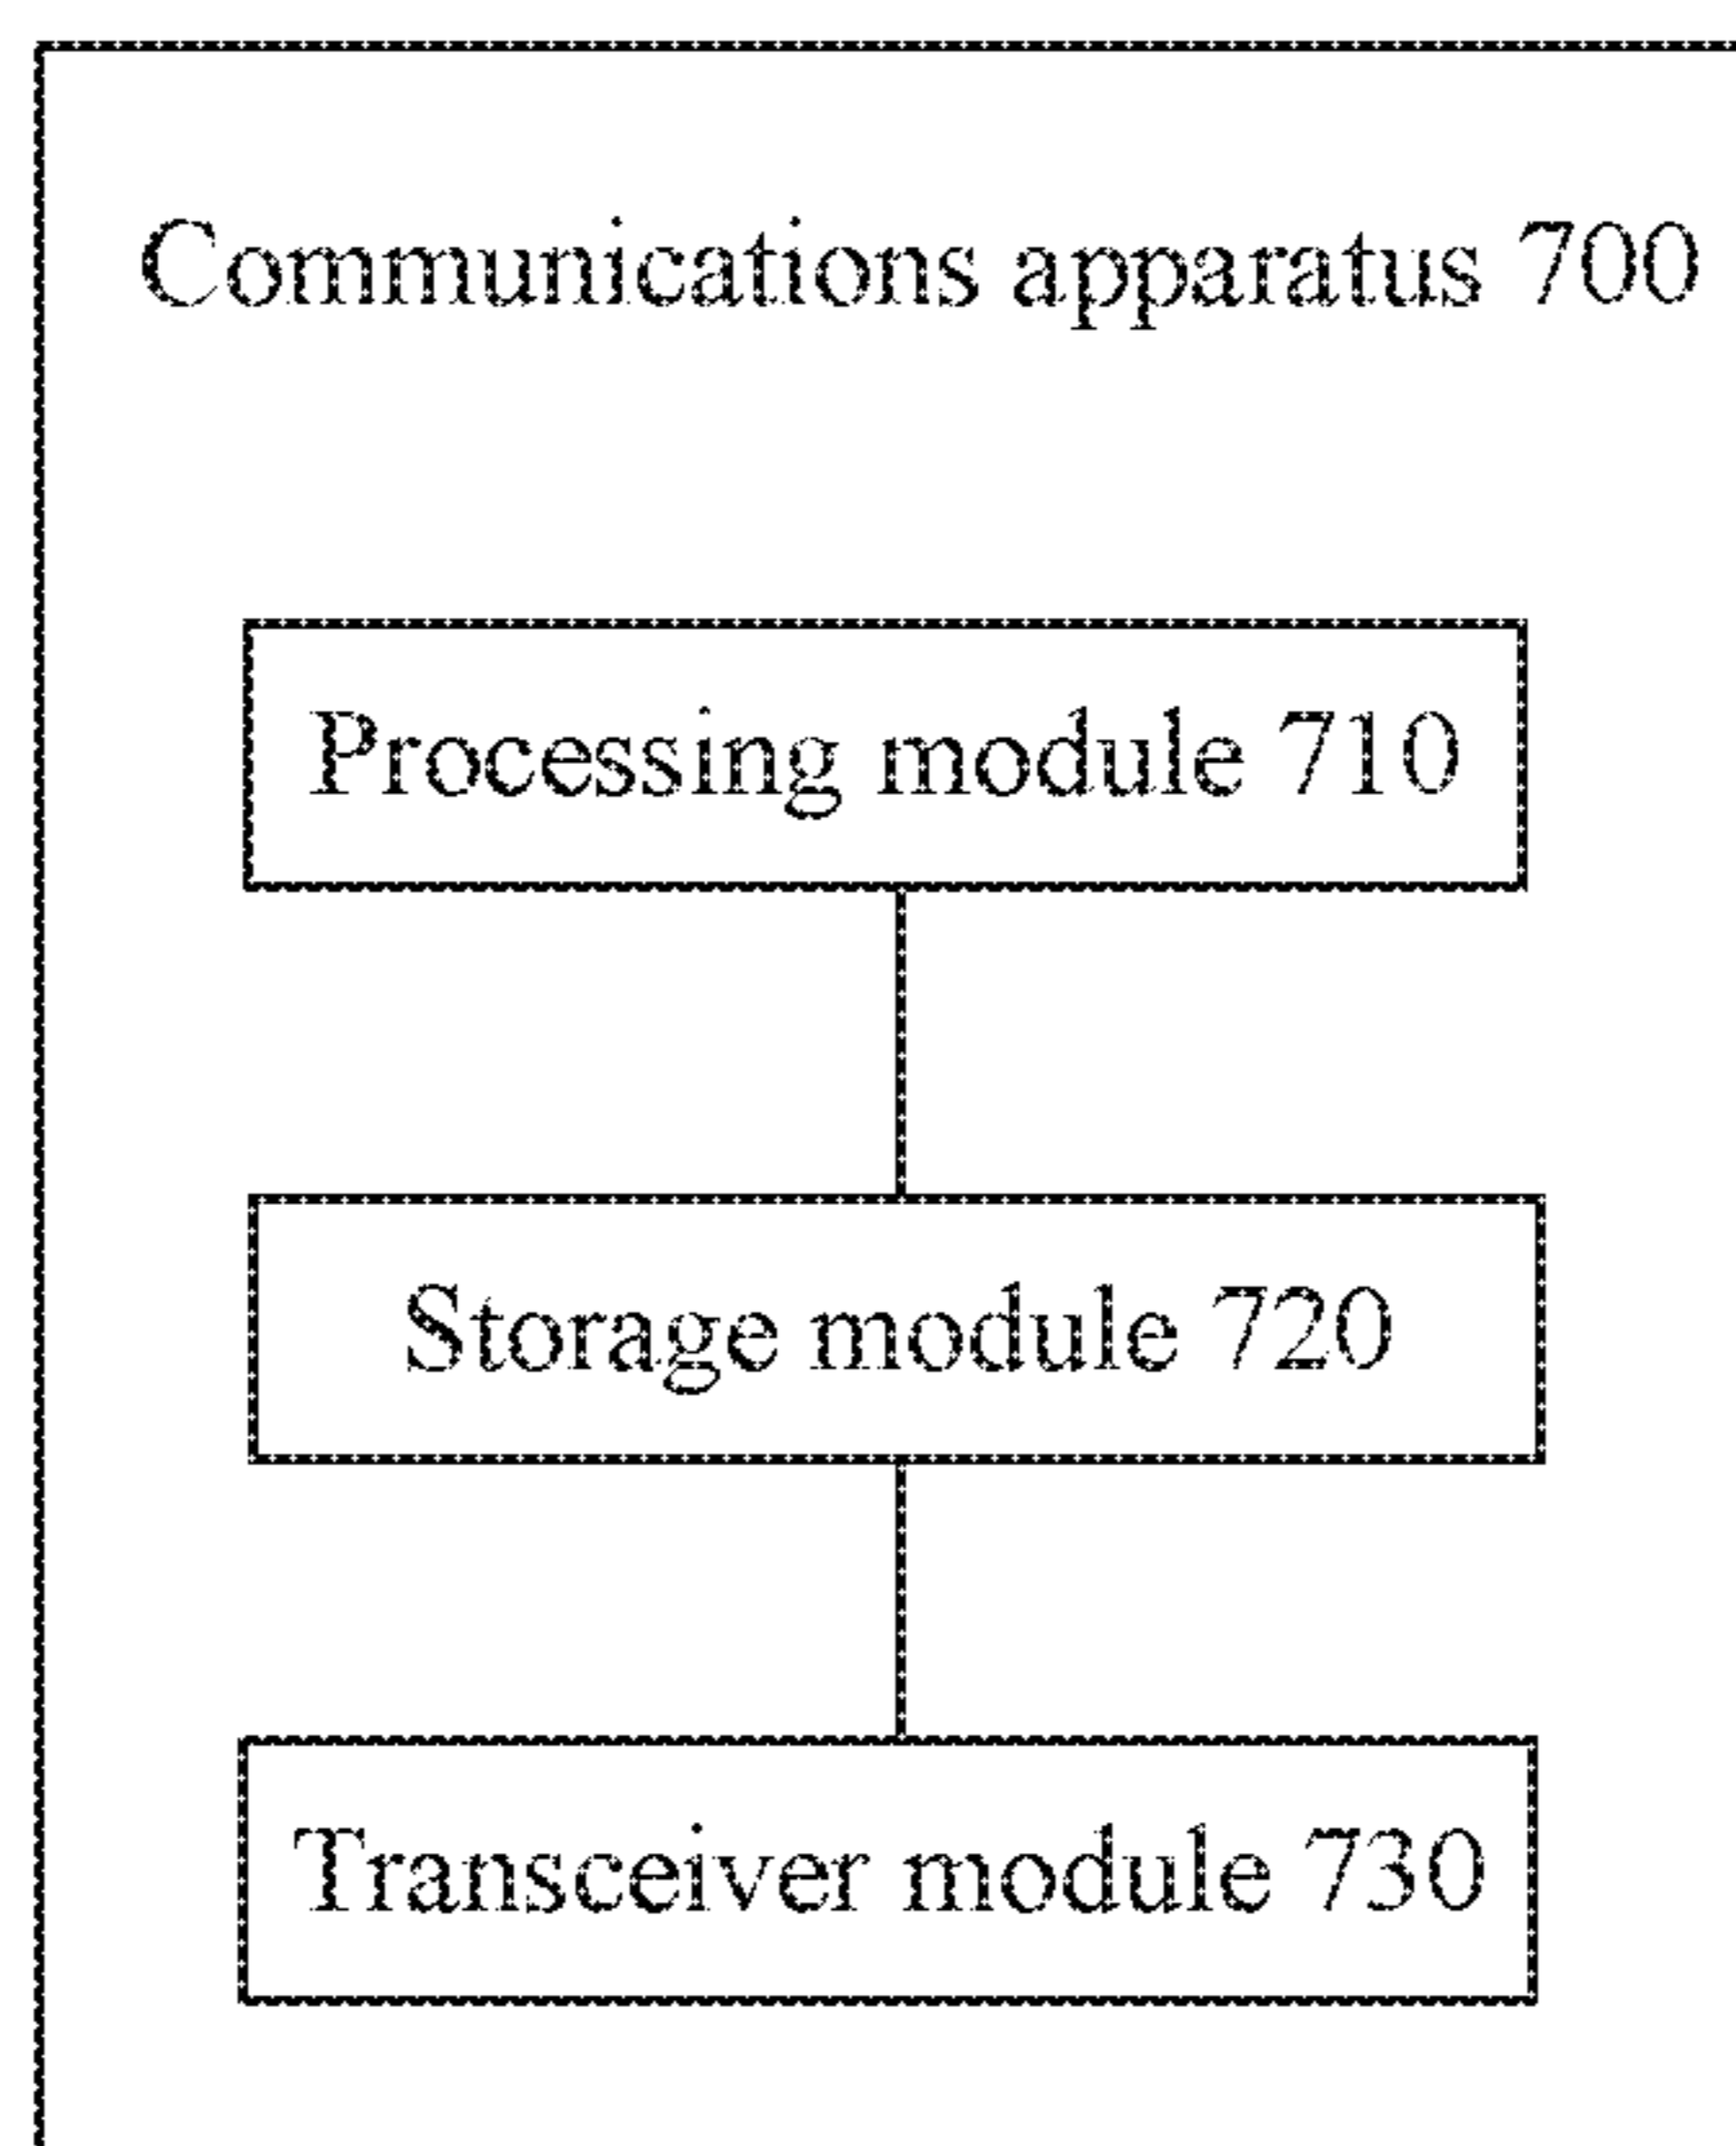 Communications apparatus 700
Processing module 710
Storage module 720
Transceiver module 730